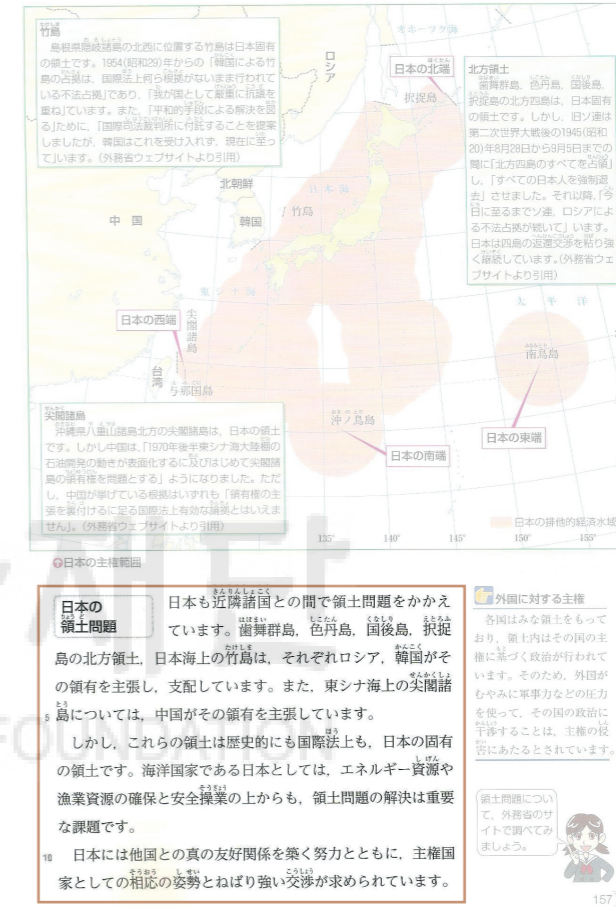 竹島
島根県隠岐諸島の北西に位置する竹島は日本固有
の領土です。1954(昭和29)年からの「韓国による竹
島の占拠は、国際法上何ら根拠がないまま行われて
いる不法占拠」であり、「我が国として厳重に抗議を
重ね」ています。また、「平和的手段による解決を図
る」ために、「国際司法裁判所に付託することを提案
しましたが、韓国はこれを受け入れず、現在に至っ
て」います。(外務省ウェブサイトより引用)
オホーツク海
ロシア
日本の北端
択捉島
北方領土
歯舞群島、色丹島、国後島、
択捉島の北方四島は、日本固有
の領土です。しかし、旧ソ連は
第二次世界大戦後の1945(昭和
20)年8月28日から9月5日までの
間に「北方四島のすべてを占領」
し、「すべての日本人を強制退
去」させました。それ以降、「今
日に至るまでソ連、ロシアによ
る不法占拠が続いて」います。
日本は四島の返還交渉を粘り強
く継続しています。(外務省ウェ
ブサイトより引用)
北朝鮮
日本海
竹島
中国
韓国
東シナ海
太平洋
日本の西端
尖閣諸島
台湾
与那国島
南鳥島
沖ノ鳥島
日本の東端
日本の南端
尖閣諸島
沖縄県八重山諸島北方の尖閣諸島は、日本の領土
です。しかし中国は、「1970年後半東シナ海大陸棚の
石油開発の動きが表面化するに及びはじめて尖閣諸
島の領有権を問題とする」ようになりました。ただ
し、中国が挙げている根拠はいずれも「領有権の主
張を裏付けるに足る国際法上有効な論拠とはいえま
せん」。(外務省ウェブサイトより引用)
日本の排他的経済水域
135° 140° 145° 150° 155°
日本の主権範囲
재단
FOUNDATION
日本の
領土問題
日本も近隣諸国との間で領土問題をかかえ
ています。歯舞群島，色丹島，国後島，択捉
島の北方領土，日本海上の竹島は，それぞれロシア，韓国がそ
の領有を主張し，支配しています。また，東シナ海上の尖閣諸
5 島については，中国がその領有を主張しています。
しかし，これらの領土は歴史的にも国際法上も，日本の固有
の領土です。海洋国家である日本としては，エネルギー資源や
漁業資源の確保と安全操業の上からも，領土問題の解決は重要
な課題です。
10 日本には他国との真の友好関係を築く努力とともに，主権国
家としての相応の姿勢とねばり強い交渉が求められています。
外国に対する主権
各国はみな領土をもって
おり，領土内はその国の主
権に基づく政治が行われて
います。そのため，外国が
むやみに軍事力などの圧力
を使って，その国の政治に
干渉することは，主権の侵
害にあたるとされています。
領土問題につい
て，外務省のサ
イトで調べてみ
ましょう。
157